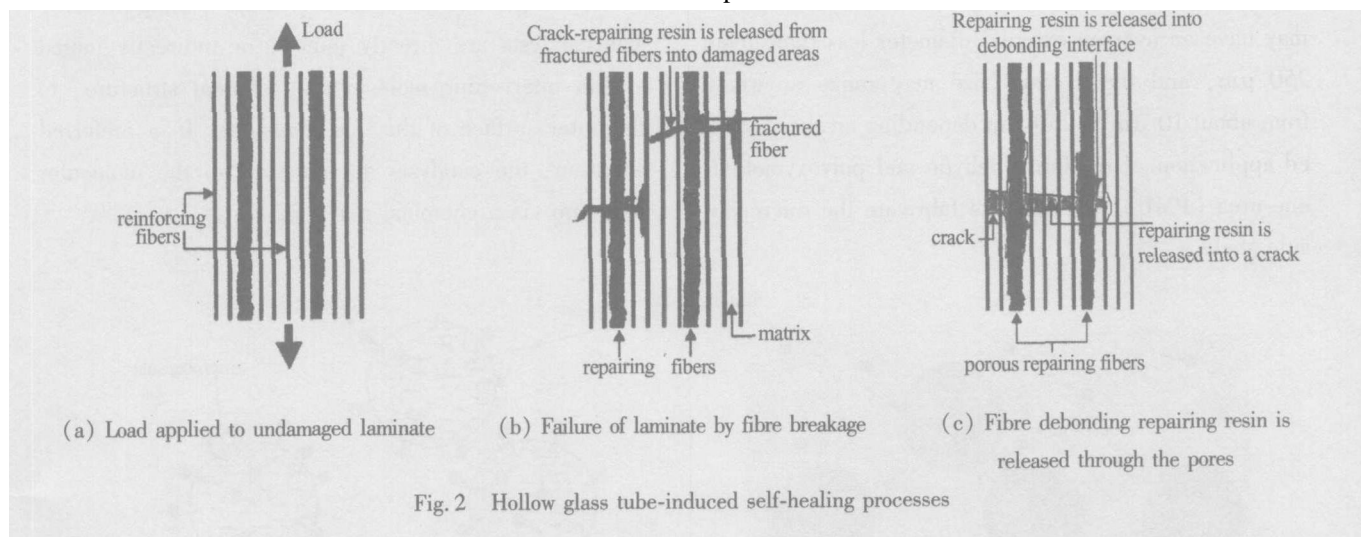 Load
reinforcing
fibers
(a) Load applied to undamaged laminate
Crack-repairing resin is released from
fractured fibers into damaged areas
fractured
fiber
matrix
repairing fibers
(b) Failure of laminate by fibre breakage
Repairing resin is released into
debonding interface
crack
repairing resin is
released into a crack
porous repairing fibers
(c) Fibre debonding repairing resin is
released through the pores
Fig. 2 Hollow glass tube-induced self-healing processes